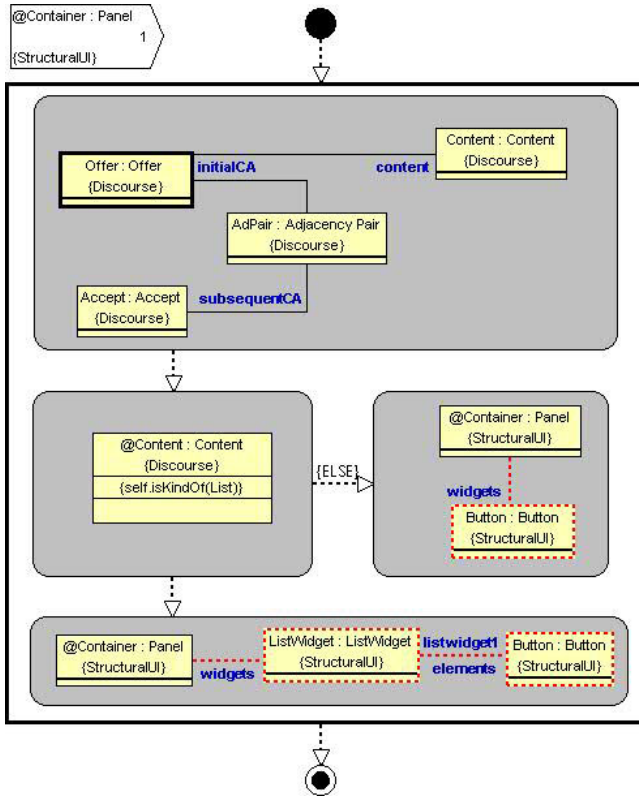 @Container : Panel
1
{StructuralUI}
Offer : Offer
{Discourse}
initialCA
content
Content : Content
{Discourse}
AdPair : Adjacency Pair
{Discourse}
Accept : Accept
{Discourse}
subsequentCA
@Content : Content
{Discourse}
{self.isKindOf(List)}
{ELSE}
@Container : Panel
{StructuralUI}
widgets
Button : Button
{StructuralUI}
@Container : Panel
{StructuralUI}
widgets
ListWidget : ListWidget
{StructuralUI}
listwidget1
elements
Button : Button
{StructuralUI}